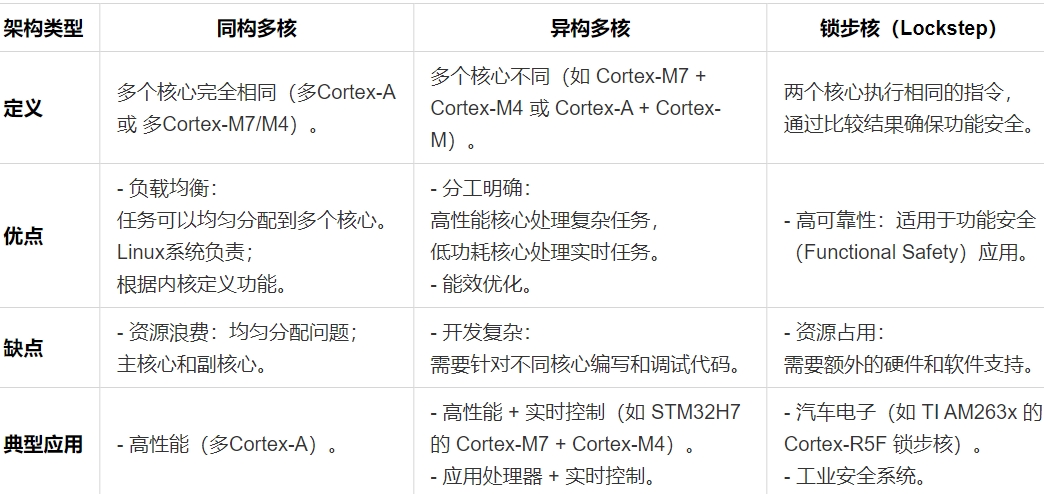 架构类型
同构多核
异构多核
锁步核（Lockstep）
定义
多个核心完全相同（多Cortex-A
或 多Cortex-M7/M4）。
多个核心不同（如 Cortex-M7 +
Cortex-M4 或 Cortex-A + Cortex-
M）。
两个核心执行相同的指令，
通过比较结果确保功能安全。
优点
- 负载均衡：
任务可以均匀分配到多个核心。
Linux系统负责；
根据内核定义功能。
- 分工明确：
高性能核心处理复杂任务，
低功耗核心处理实时任务。
- 能效优化。
- 高可靠性：适用于功能安全
（Functional Safety）应用。
缺点
- 资源浪费：均匀分配问题；
主核心和副核心。
- 开发复杂：
需要针对不同核心编写和调试代码。
- 资源占用：
需要额外的硬件和软件支持。
典型应用
- 高性能（多Cortex-A）。
- 高性能 + 实时控制（如 STM32H7
的 Cortex-M7 + Cortex-M4）。
- 应用处理器 + 实时控制。
- 汽车电子（如 TI AM263x 的
Cortex-R5F 锁步核）。
- 工业安全系统。